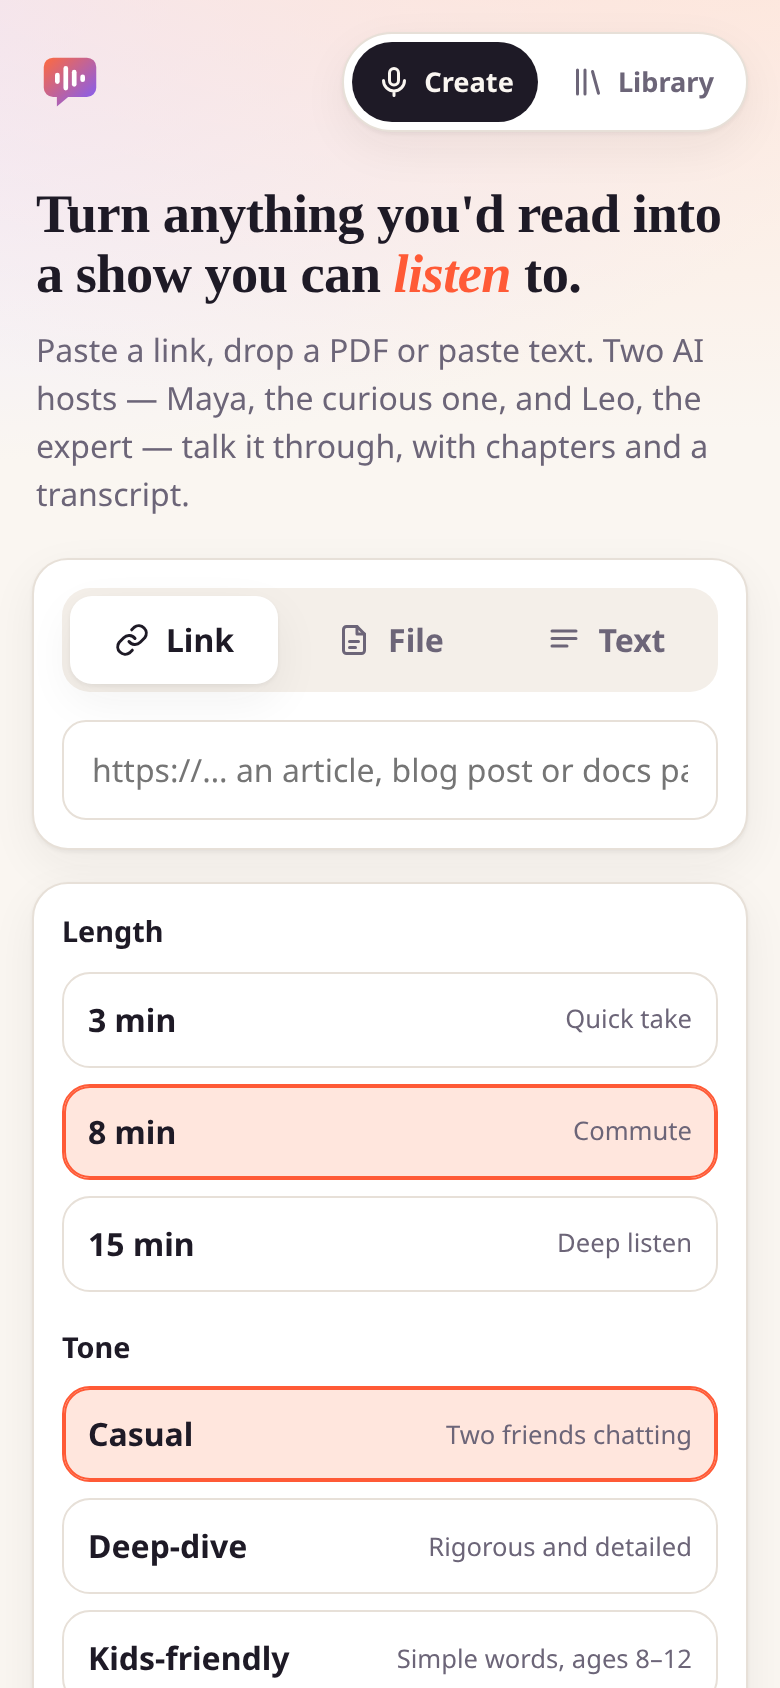 Create
Library
Turn anything you'd read into
a show you can listen to.
Paste a link, drop a PDF or paste text. Two AI
hosts — Maya, the curious one, and Leo, the
expert — talk it through, with chapters and a
transcript.
Link
File
Text
https://... an article, blog post or docs pa
Length
3 min
Quick take
8 min
Commute
15 min
Deep listen
Tone
Casual
Two friends chatting
Deep-dive
Rigorous and detailed
Kids-friendly
Simple words, ages 8–12